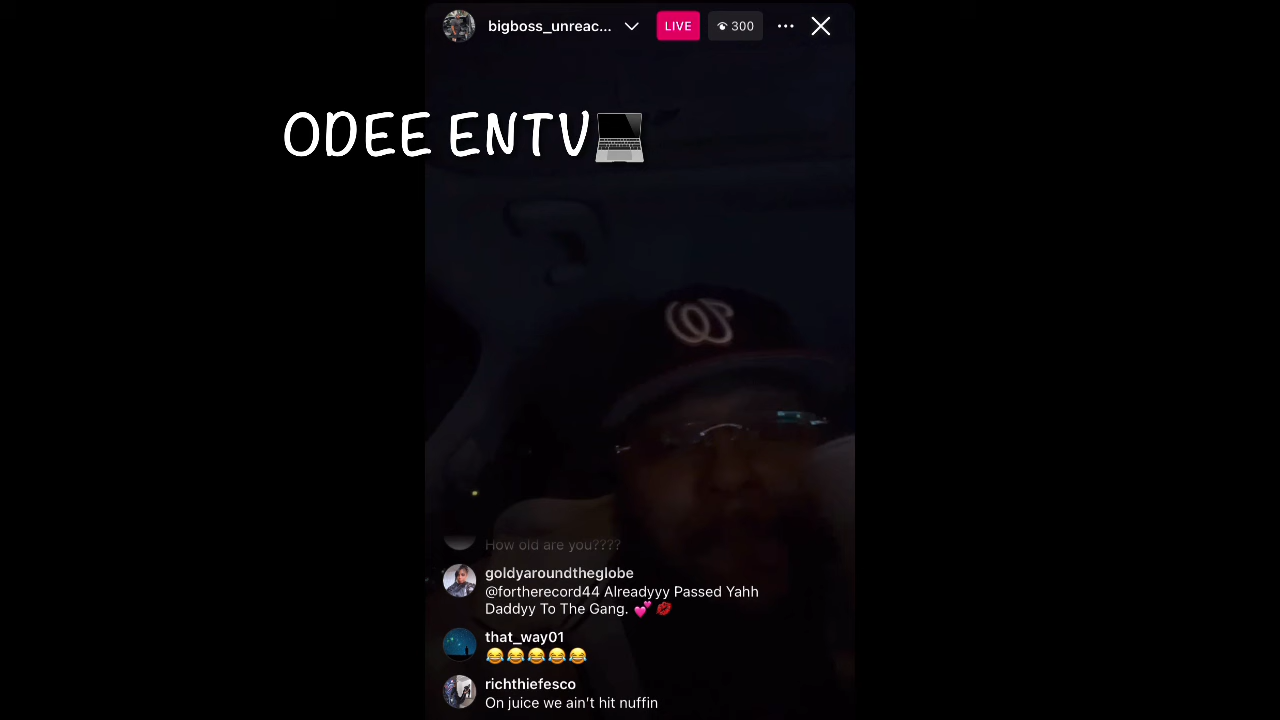 bigboss_unreac...
LIVE
300
ODEE ENTV
How old are you????
goldyaroundtheglobe
@fortherecord44 Alreadyyy Passed Yahh
Daddyy To The Gang. 💕 💋
that_way01
😂😂😂😂😂
richthiefesco
On juice we ain't hit nuffin